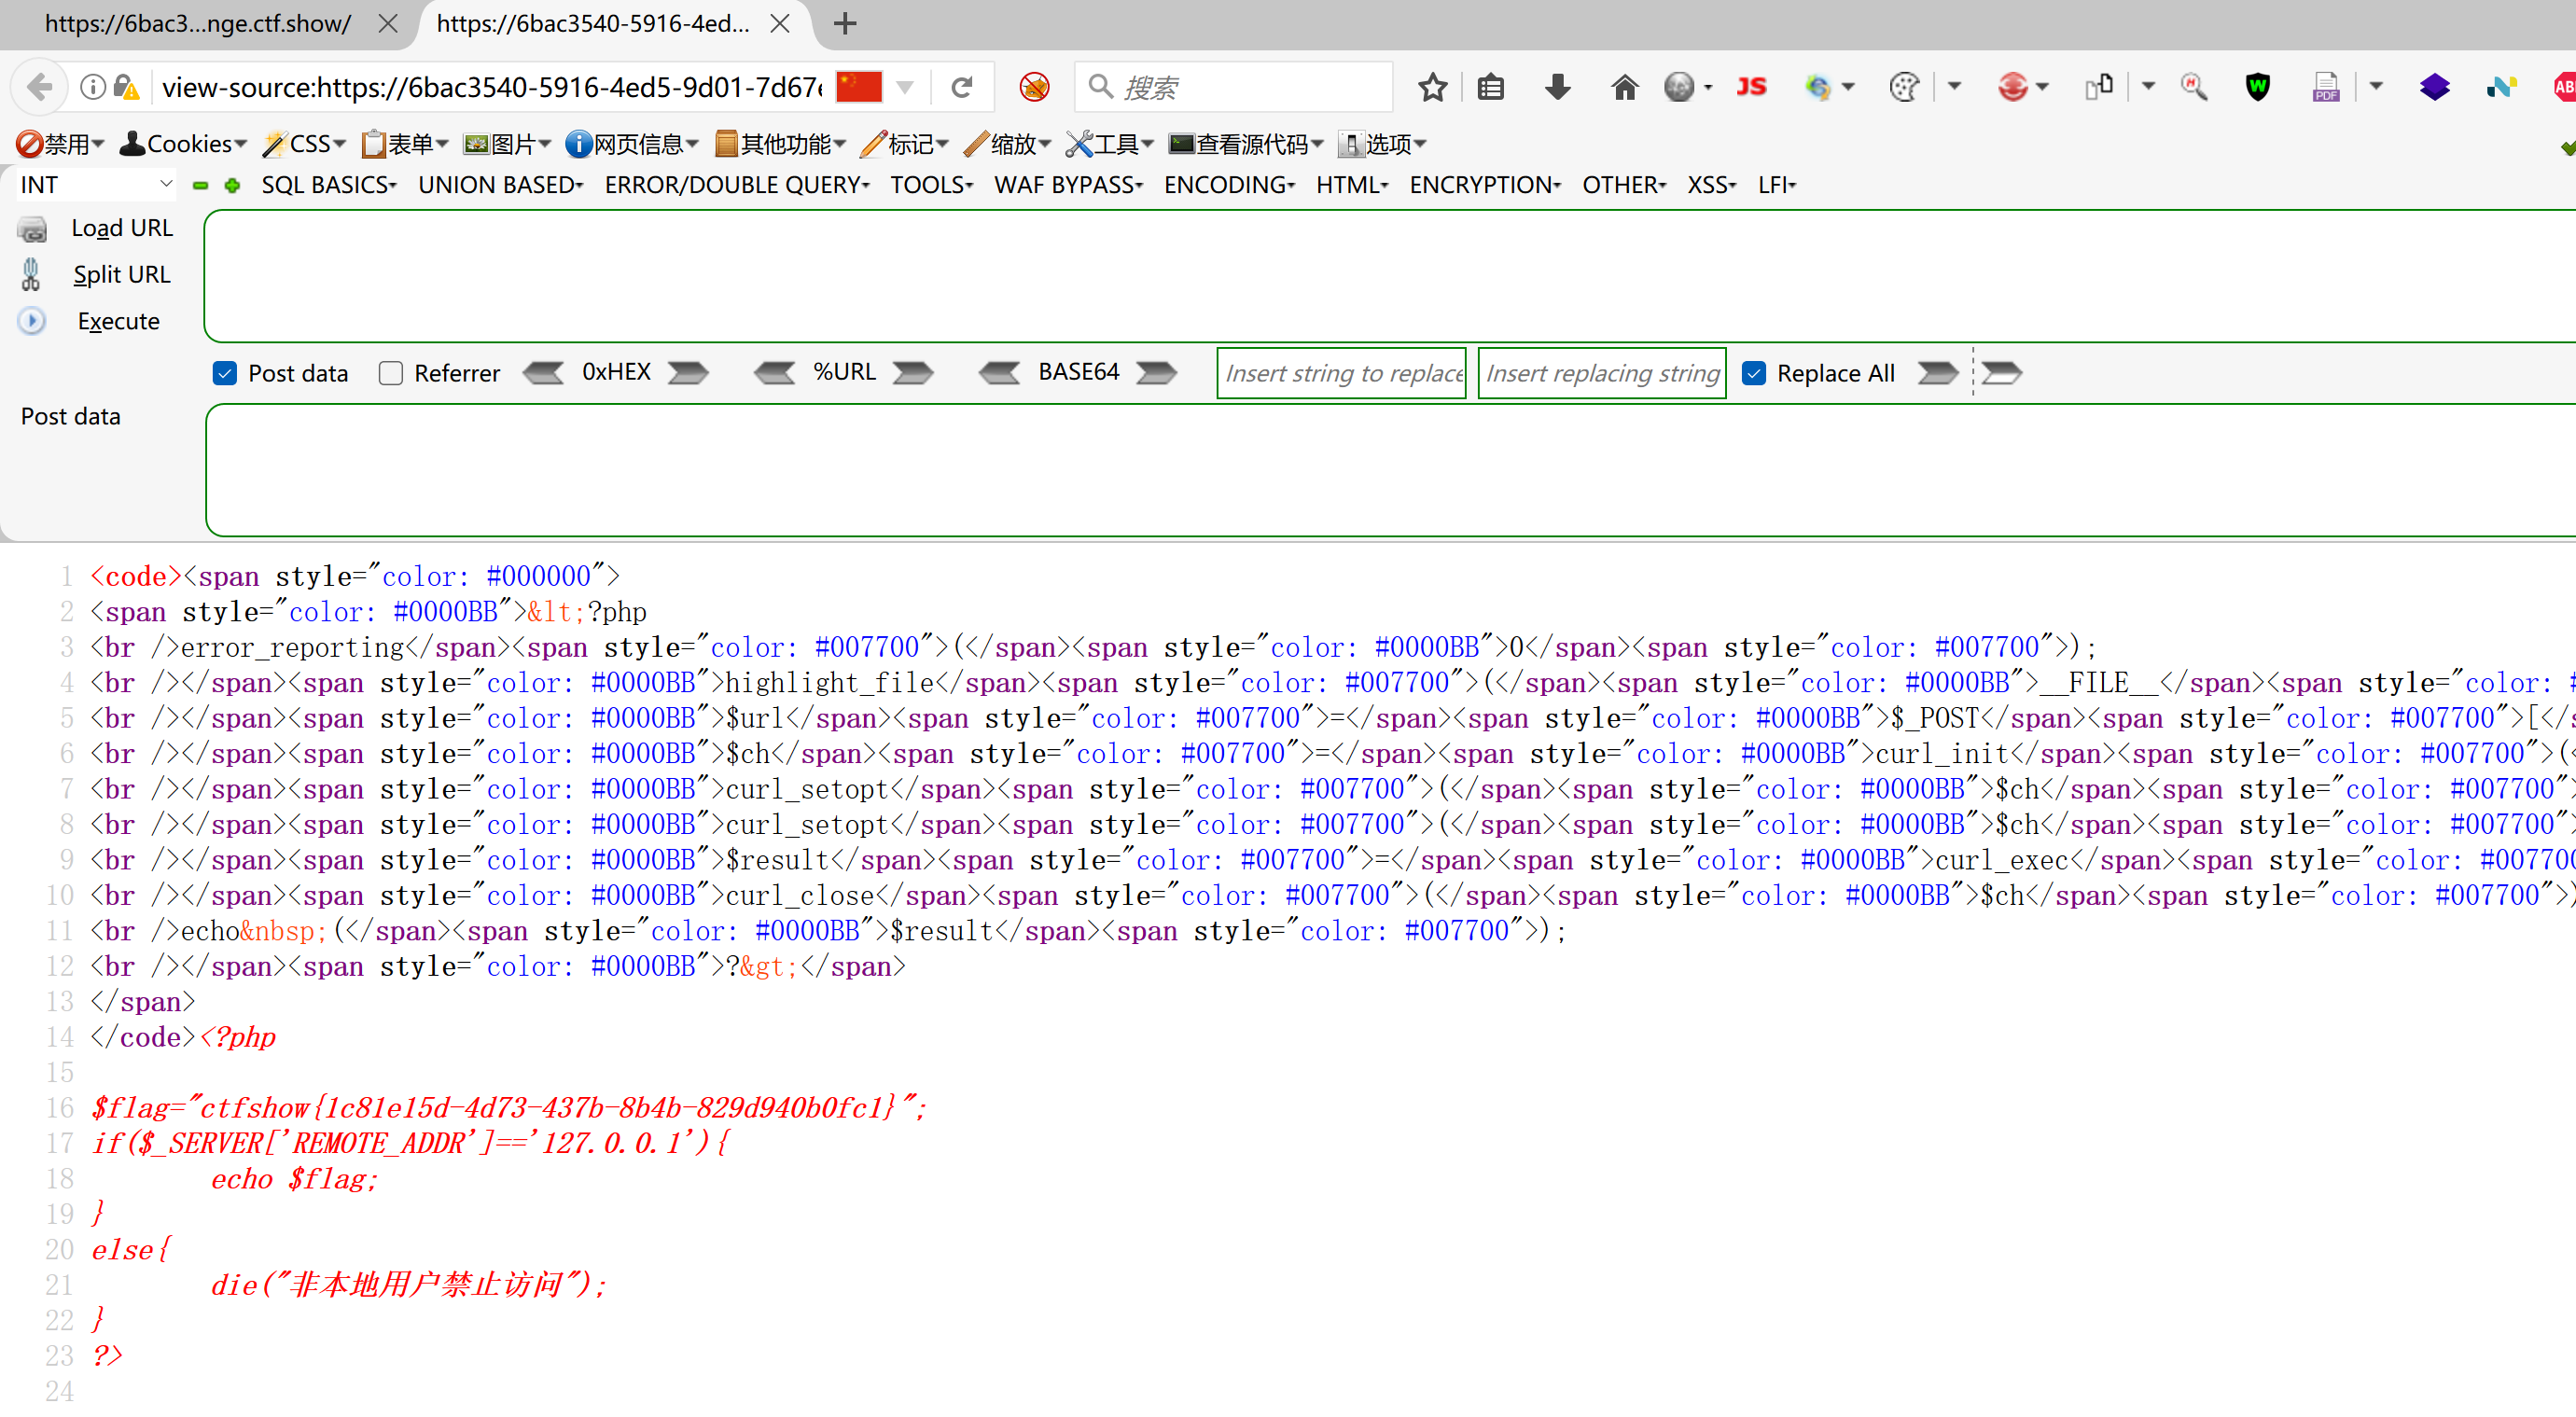 https://6bac3...nge.ctf.show/
https://6bac3540-5916-4ed...
view-source:https://6bac3540-5916-4ed5-9d01-7d67e
搜索
JS
PDF
禁用 Cookies CSS 表单 图片 网页信息 其他功能 标记 缩放 工具 查看源代码 选项
INT SQL BASICS UNION BASED ERROR/DOUBLE QUERY TOOLS WAF BYPASS ENCODING HTML ENCRYPTION OTHER XSS LFI
Load URL
Split URL
Execute
Post data Referrer 0xHEX %URL BASE64 Insert string to replace Insert replacing string Replace All
Post data
1 <code><span style="color: #000000">
2 <span style="color: #0000BB">&lt;?php
3 <br />error_reporting</span><span style="color: #007700">(</span><span style="color: #0000BB">0</span><span style="color: #007700">);
4 <br /></span><span style="color: #0000BB">highlight_file</span><span style="color: #007700">(</span><span style="color: #0000BB">__FILE__</span><span style="color: #
5 <br /></span><span style="color: #0000BB">$url</span><span style="color: #007700">=</span><span style="color: #0000BB">$_POST</span><span style="color: #007700">[</s
6 <br /></span><span style="color: #0000BB">$ch</span><span style="color: #007700">=</span><span style="color: #0000BB">curl_init</span><span style="color: #007700">(<
7 <br /></span><span style="color: #0000BB">curl_setopt</span><span style="color: #007700">(</span><span style="color: #0000BB">$ch</span><span style="color: #007700">
8 <br /></span><span style="color: #0000BB">curl_setopt</span><span style="color: #007700">(</span><span style="color: #0000BB">$ch</span><span style="color: #007700">
9 <br /></span><span style="color: #0000BB">$result</span><span style="color: #007700">=</span><span style="color: #0000BB">curl_exec</span><span style="color: #007700
10 <br /></span><span style="color: #0000BB">curl_close</span><span style="color: #007700">(</span><span style="color: #0000BB">$ch</span><span style="color: #007700">)
11 <br />echo&nbsp;(</span><span style="color: #0000BB">$result</span><span style="color: #007700">);
12 <br /></span><span style="color: #0000BB">?&gt;</span>
13 </span>
14 </code><?php
15
16 $flag="ctfshow{1c81e15d-4d73-437b-8b4b-829d940b0fc1}";
17 if($_SERVER['REMOTE_ADDR']=='127.0.0.1'){
18 echo $flag;
19 }
20 else{
21 die("非本地用户禁止访问");
22 }
23 ?>
24